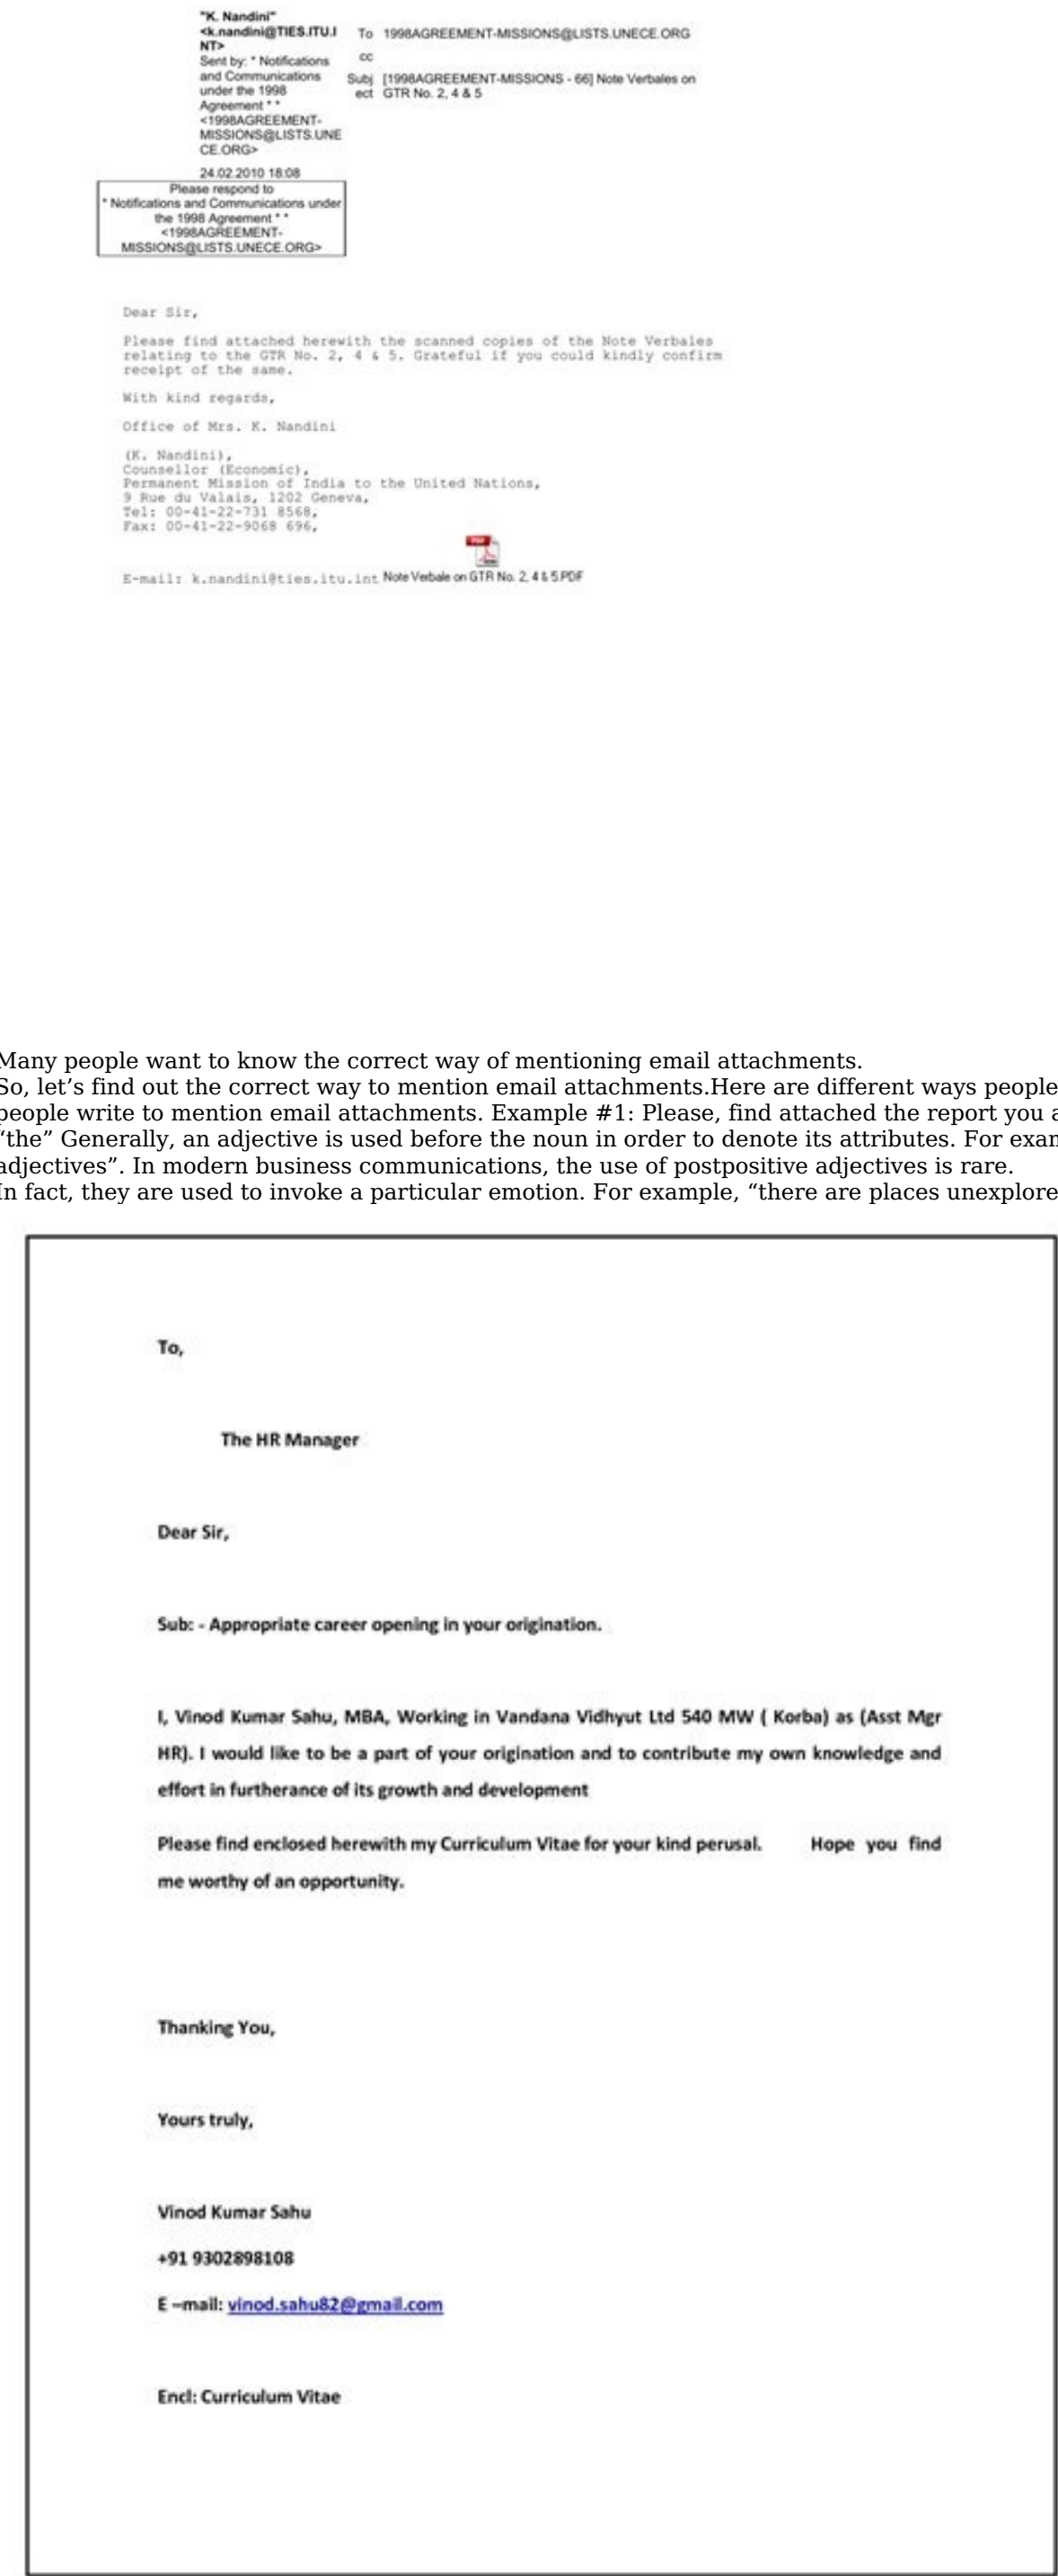 "K. Nandini"
<k.nandini@TIES.ITU.I
NT>
Sent by: * Notifications
and Communications
under the 1998
Agreement * *
<1998AGREEMENT-
MISSIONS@LISTS.UNE
CE.ORG>
24.02.2010 18:08
Please respond to
* Notifications and Communications under
the 1998 Agreement * *
<1998AGREEMENT-
MISSIONS@LISTS.UNECE.ORG>
To 1998AGREEMENT-MISSIONS@LISTS.UNECE.ORG
cc
Subj [1998AGREEMENT-MISSIONS - 66] Note Verbales on
ect GTR No. 2, 4 & 5
Dear Sir,
Please find attached herewith the scanned copies of the Note Verbales
relating to the GTR No. 2, 4 & 5. Grateful if you could kindly confirm
receipt of the same.
With kind regards,
Office of Mrs. K. Nandini
(K. Nandini),
Counsellor (Economic),
Permanent Mission of India to the United Nations,
9 Rue du Valais, 1202 Geneva,
Tel: 00-41-22-731 8568,
Fax: 00-41-22-9068 696,
PDF
E-mail: k.nandini@ties.itu.int Note Verbale on GTR No. 2, 4 & 5.PDF
Many people want to know the correct way of mentioning email attachments.
So, let’s find out the correct way to mention email attachments.Here are different ways people
people write to mention email attachments. Example #1: Please, find attached the report you a
“the” Generally, an adjective is used before the noun in order to denote its attributes. For exam
adjectives”. In modern business communications, the use of postpositive adjectives is rare.
In fact, they are used to invoke a particular emotion. For example, “there are places unexplore
To,
The HR Manager
Dear Sir,
Sub: - Appropriate career opening in your origination.
I, Vinod Kumar Sahu, MBA, Working in Vandana Vidhyut Ltd 540 MW ( Korba) as (Asst Mgr
HR). I would like to be a part of your origination and to contribute my own knowledge and
effort in furtherance of its growth and development
Please find enclosed herewith my Curriculum Vitae for your kind perusal. Hope you find
me worthy of an opportunity.
Thanking You,
Yours truly,
Vinod Kumar Sahu
+91 9302898108
E –mail: vinod.sahu82@gmail.com
Encl: Curriculum Vitae